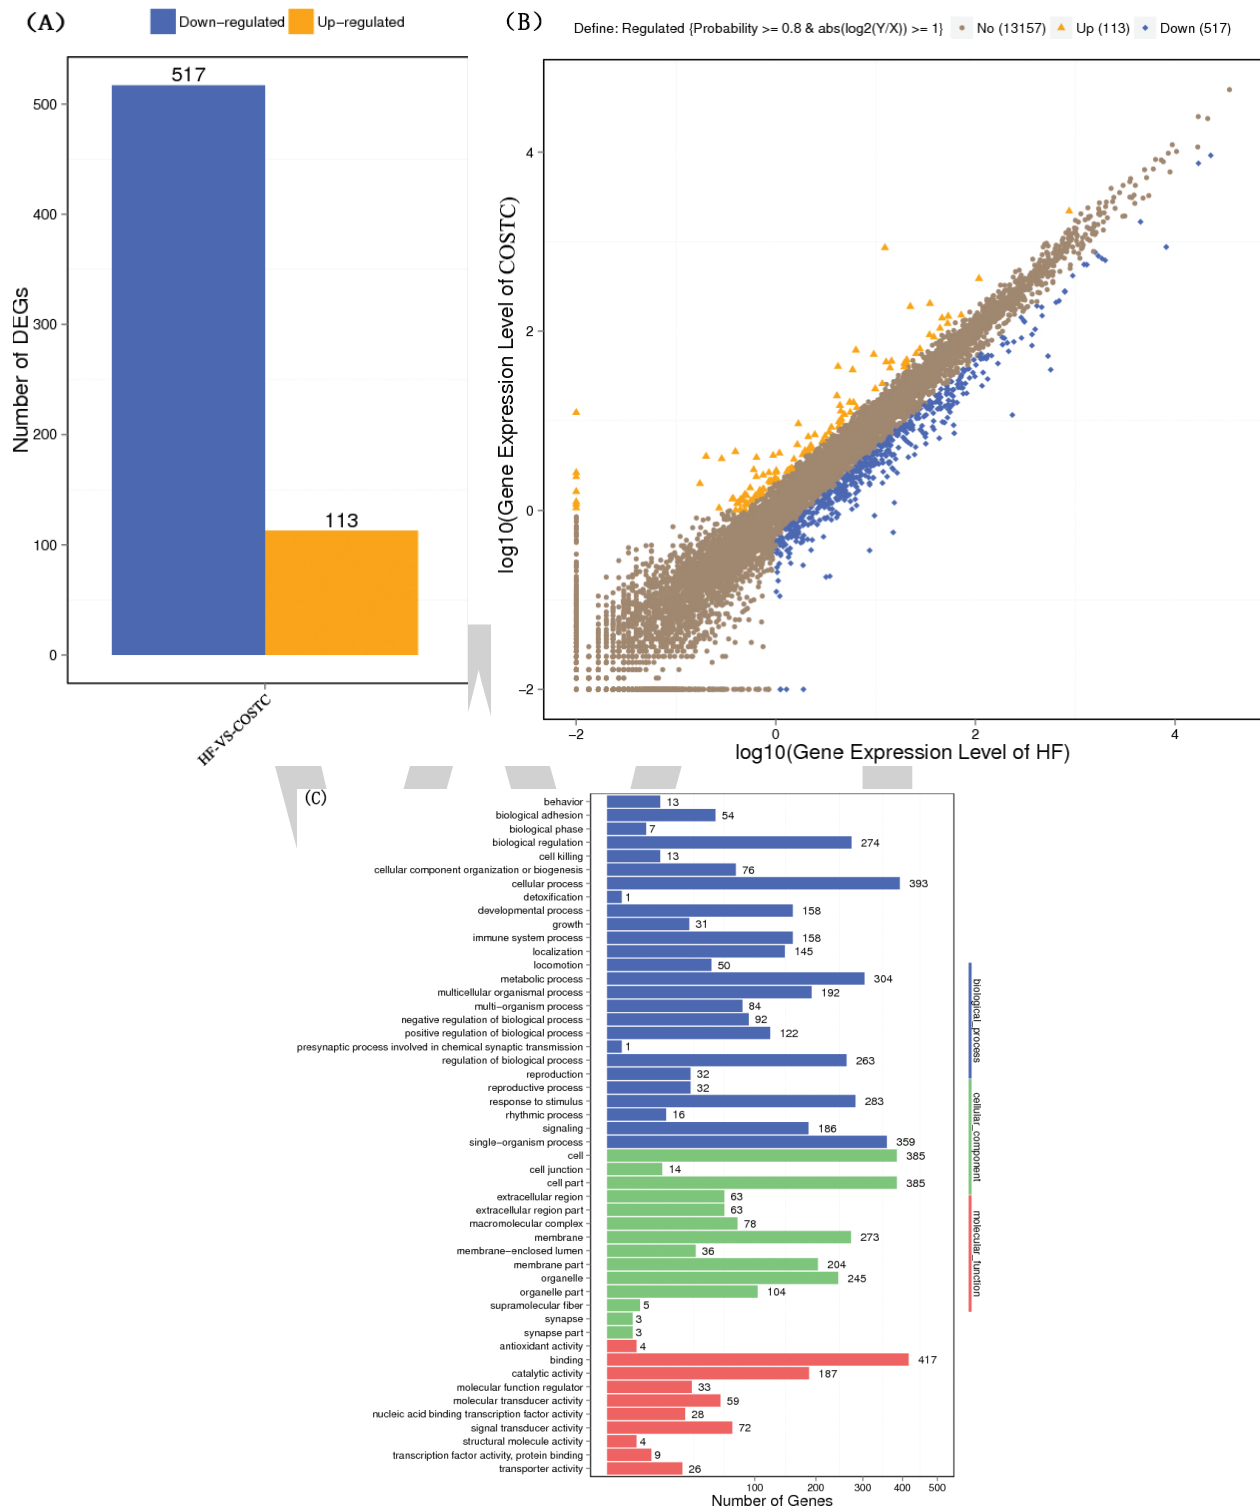 (A)
Down-regulated Up-regulated
517
113
500
400
300
200
100
0
Number of DEGs
HF-VS-COSTC
(B)
Define: Regulated {Probability >= 0.8 & abs(log2(Y/X)) >= 1} No (13157) Up (113) Down (517)
log10(Gene Expression Level of COSTC)
4
2
0
−2
−2 0 2 4
log10(Gene Expression Level of HF)
(C)
behavior 13
biological adhesion 54
biological phase 7
biological regulation 274
cell killing 13
cellular component organization or biogenesis 76
cellular process 393
detoxification 1
developmental process 158
growth 31
immune system process 158
localization 145
locomotion 50
metabolic process 304
multicellular organismal process 192
multi−organism process 84
negative regulation of biological process 92
positive regulation of biological process 122
presynaptic process involved in chemical synaptic transmission 1
regulation of biological process 263
reproduction 32
reproductive process 32
response to stimulus 283
rhythmic process 16
signaling 186
single−organism process 359
cell 385
cell junction 14
cell part 385
extracellular region 63
extracellular region part 63
macromolecular complex 78
membrane 273
membrane−enclosed lumen 36
membrane part 204
organelle 245
organelle part 104
supramolecular fiber 5
synapse 3
synapse part 3
antioxidant activity 4
binding 417
catalytic activity 187
molecular function regulator 33
molecular transducer activity 59
nucleic acid binding transcription factor activity 28
signal transducer activity 72
structural molecule activity 4
transcription factor activity, protein binding 9
transporter activity 26
100 200 300 400 500
Number of Genes
biological_process
cellular_component
molecular_function